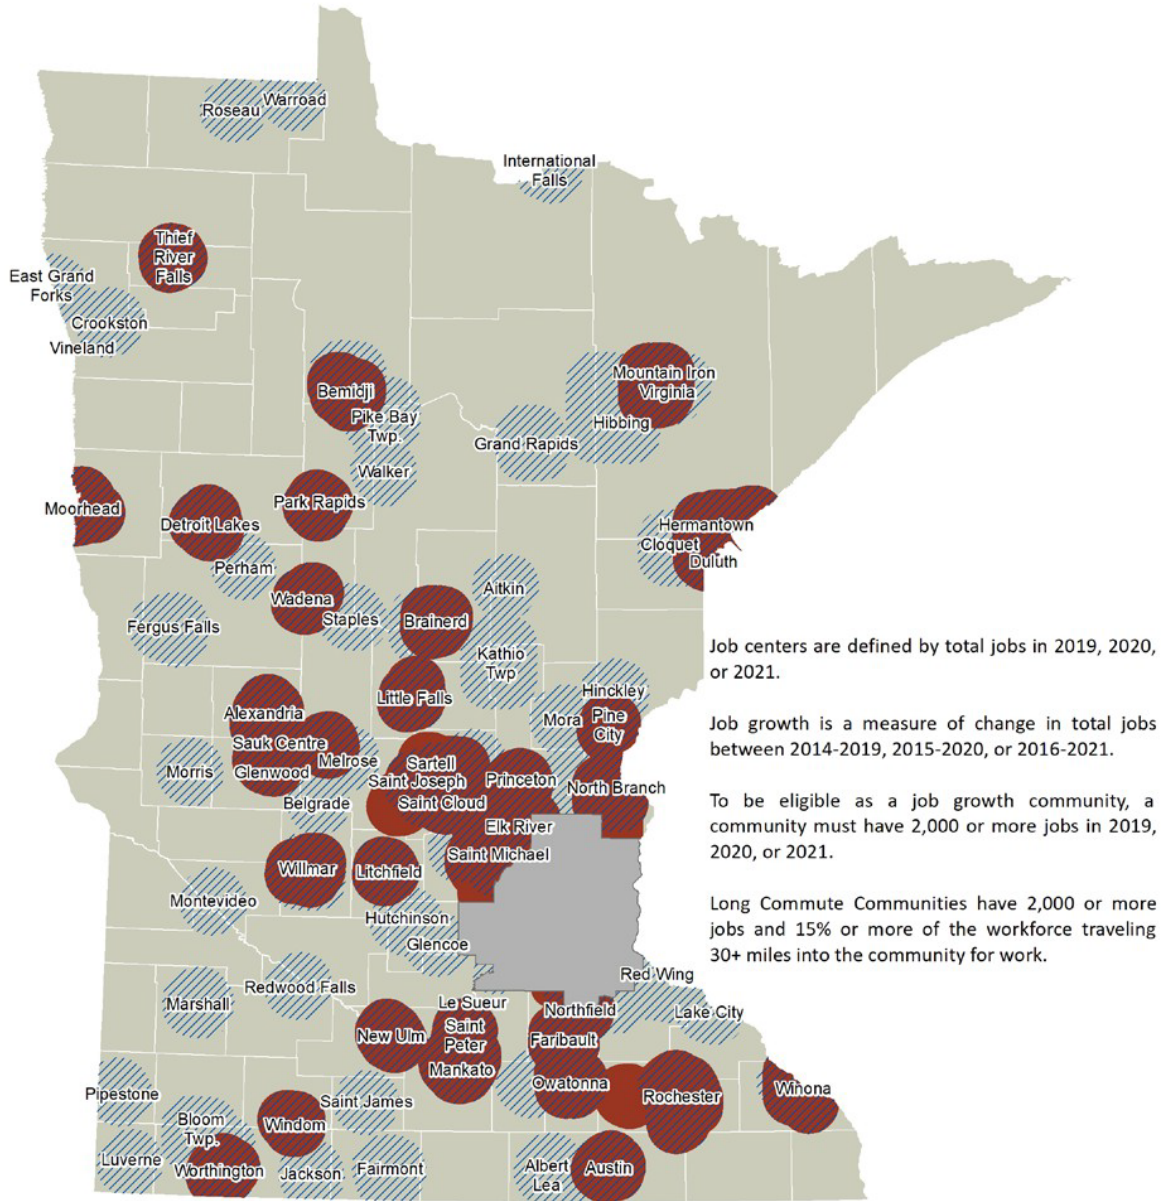 Roseau
Warroad
International
Falls
Thief
River
Falls
East Grand
Forks
Crookston
Vineland
Bemidji
Pike Bay
Twp.
Walker
Mountain Iron
Virginia
Hibbing
Grand Rapids
Moorhead
Detroit Lakes
Park Rapids
Hermantown
Cloquet
Duluth
Perham
Wadena
Staples
Fergus Falls
Brainerd
Aitkin
Kathio
Twp
Little Falls
Hinckley
Mora
Pine
City
Alexandria
Sauk Centre
Glenwood
Melrose
Morris
Belgrade
Sartell
Saint Joseph
Saint Cloud
Princeton
North Branch
Elk River
Saint Michael
Willmar
Litchfield
Montevideo
Hutchinson
Glencoe
Job centers are defined by total jobs in 2019, 2020,
or 2021.
Job growth is a measure of change in total jobs
between 2014-2019, 2015-2020, or 2016-2021.
To be eligible as a job growth community, a
community must have 2,000 or more jobs in 2019,
2020, or 2021.
Long Commute Communities have 2,000 or more
jobs and 15% or more of the workforce traveling
30+ miles into the community for work.
Red Wing
Lake City
Redwood Falls
Marshall
Le Sueur
Saint
Peter
Mankato
New Ulm
Northfield
Faribault
Owatonna
Rochester
Winona
Pipestone
Bloom
Twp.
Saint James
Windom
Luverne
Worthington
Jackson
Fairmont
Albert
Lea
Austin